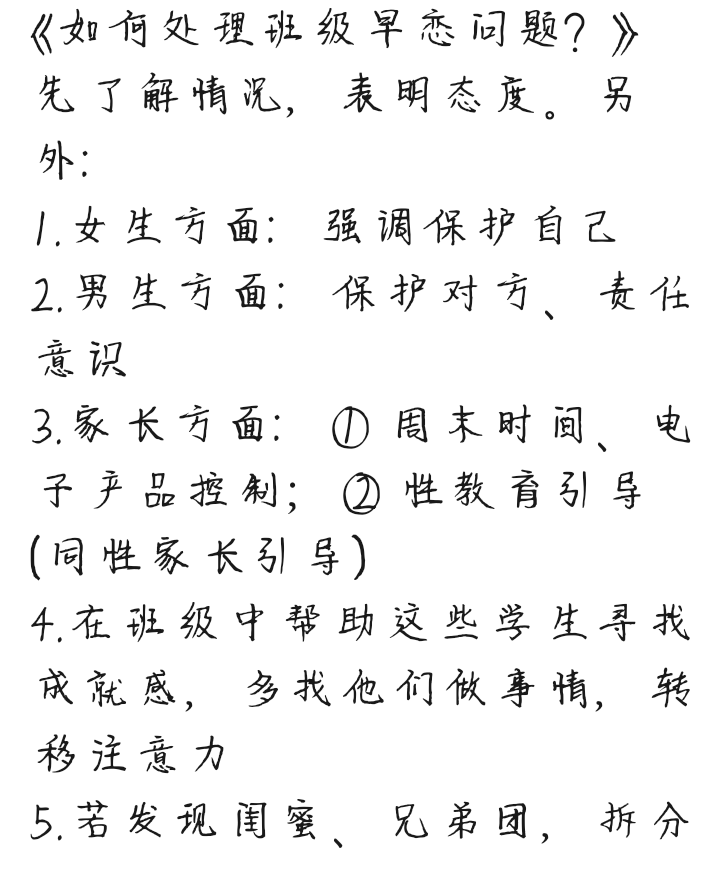 《如何处理班级早恋问题?》
先了解情况, 表明态度。另
外:
1.女生方面: 强调保护自己
2.男生方面: 保护对方、责任
意识
3.家长方面: ①周末时间、电
子产品控制; ②性教育引导
(同性家长引导)
4.在班级中帮助这些学生寻找
成就感, 多找他们做事情, 转
移注意力
5.若发现闺蜜、兄弟团, 拆分